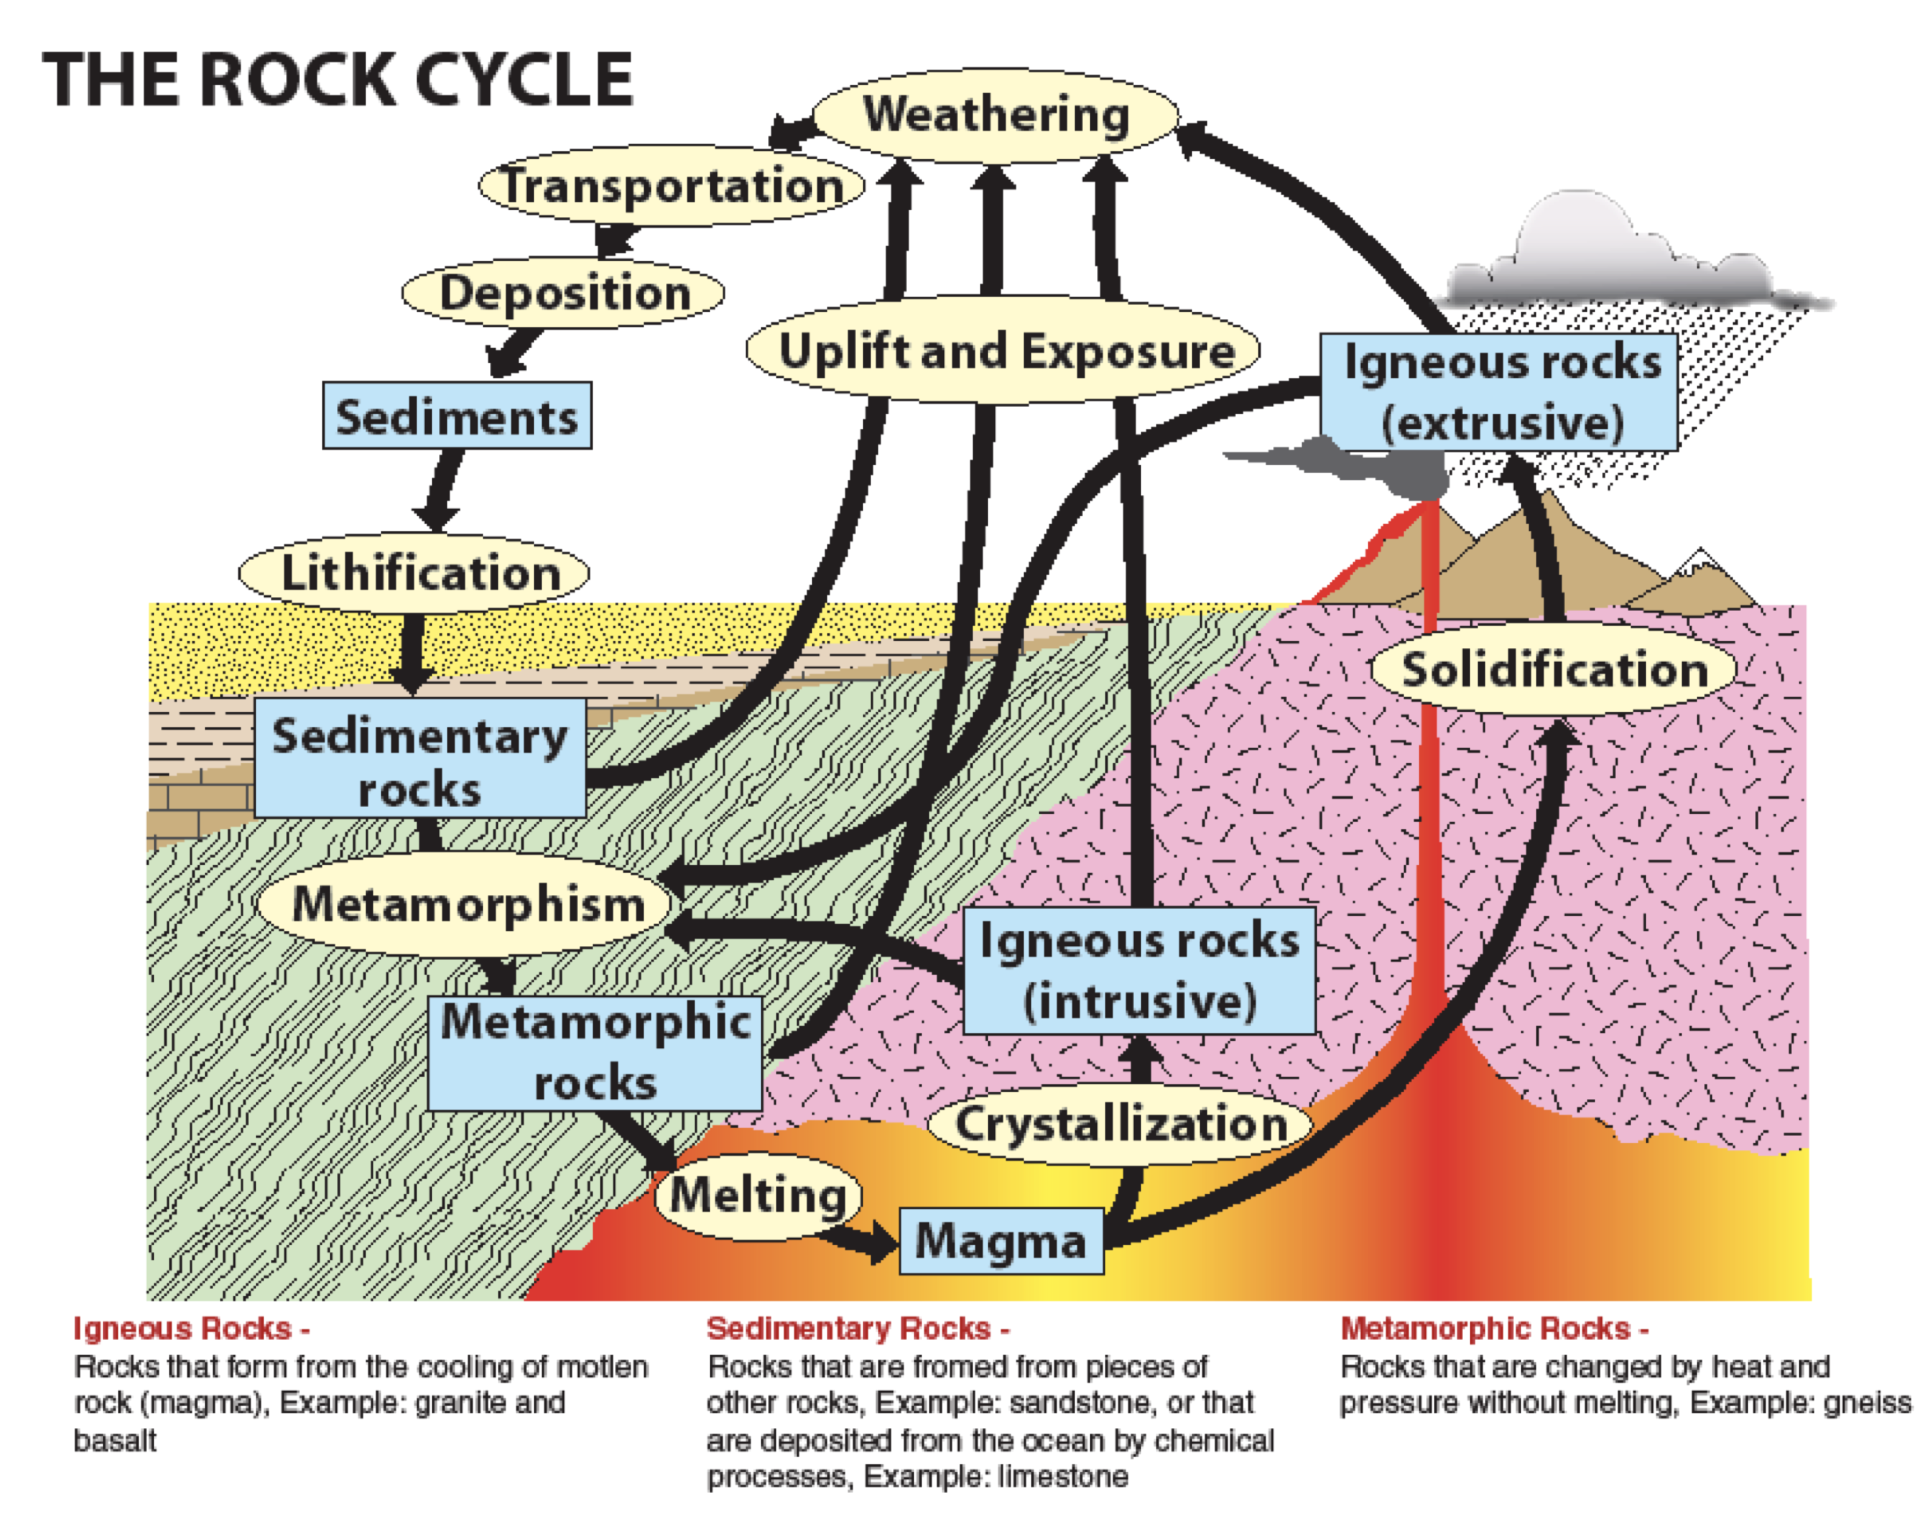 THE ROCK CYCLE
Weathering
Transportation
Deposition
Uplift and Exposure
Igneous rocks
(extrusive)
Sediments
Lithification
Solidification
Sedimentary
rocks
Metamorphism
Igneous rocks
(intrusive)
Metamorphic
rocks
Crystallization
Melting
Magma
Igneous Rocks -
Rocks that form from the cooling of motlen
rock (magma), Example: granite and
basalt
Sedimentary Rocks -
Rocks that are fromed from pieces of
other rocks, Example: sandstone, or that
are deposited from the ocean by chemical
processes, Example: limestone
Metamorphic Rocks -
Rocks that are changed by heat and
pressure without melting, Example: gneiss